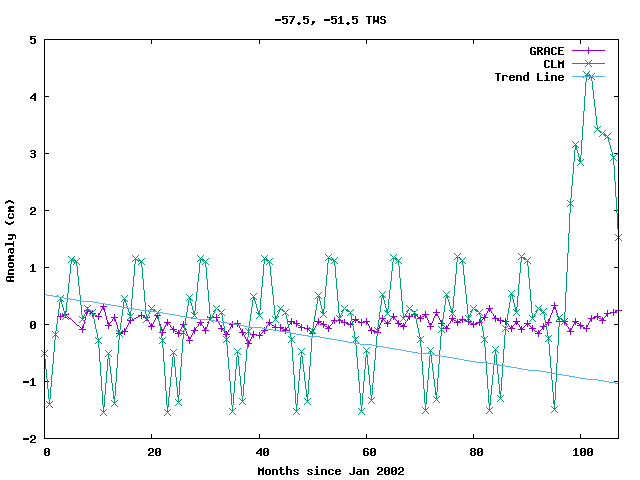 -57.5, -51.5 TWS
GRACE
CLM
Trend Line
5
4
3
2
1
0
-1
-2
Anomaly (cm)
0 20 40 60 80 100
Months since Jan 2002